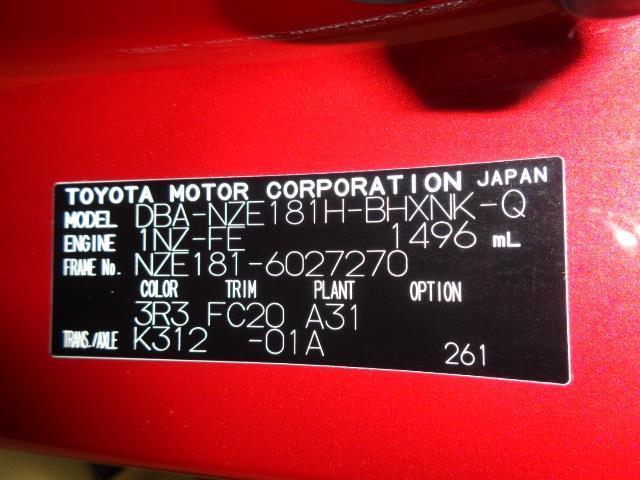 TOYOTA MOTOR CORPORATION JAPAN
MODEL DBA-NZE181H-BHXNK-Q
ENGINE 1NZ-FE 1496 mL
FRAME No. NZE181-6027270
COLOR TRIM PLANT OPTION
3R3 FC20 A31
TRANS./AXLE K312 -01A 261